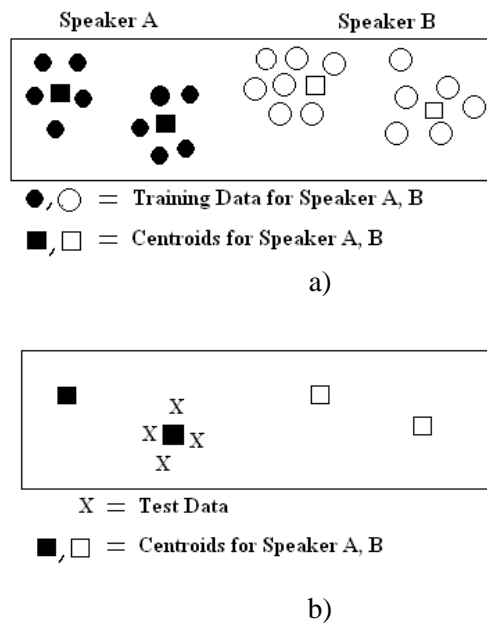 Speaker A Speaker B
, = Training Data for Speaker A, B
, = Centroids for Speaker A, B
a)
X
X X
X
X = Test Data
, = Centroids for Speaker A, B
b)